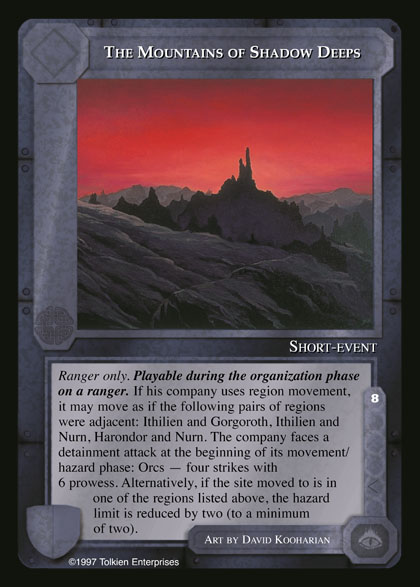 THE MOUNTAINS OF SHADOW DEEPS
SHORT-EVENT
Ranger only. Playable during the organization phase
on a ranger. If his company uses region movement,
it may move as if the following pairs of regions
were adjacent: Ithilien and Gorgoroth, Ithilien and
Nurn, Harondor and Nurn. The company faces a
detainment attack at the beginning of its movement/
hazard phase: Orcs — four strikes with
6 prowess. Alternatively, if the site moved to is in
one of the regions listed above, the hazard
limit is reduced by two (to a minimum
of two).
8
ART BY DAVID KOOHARIAN
©1997 Tolkien Enterprises